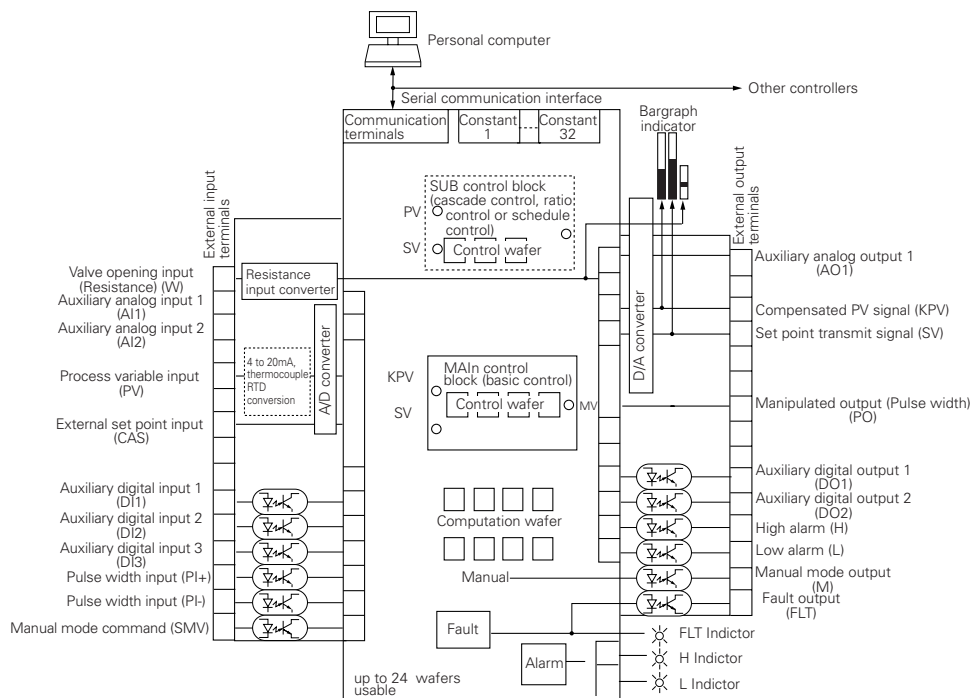 Personal computer
Other controllers
Serial communication interface
Communication
terminals
Constant
1
Constant
32
Bargraph
indicator
External input
terminals
External output
terminals
SUB control block
(cascade control, ratio
control or schedule
control)
PV
SV
Control wafer
Valve opening input
(Resistance) (W)
Auxiliary analog input 1
(AI1)
Auxiliary analog input 2
(AI2)
Process variable input
(PV)
External set point input
(CAS)
Resistance
input converter
4 to 20mA,
thermocouple,
RTD
conversion
A/D converter
KPV
SV
MAIn control
block (basic control)
Control wafer
MV
D/A converter
Auxiliary analog output 1
(AO1)
Compensated PV signal (KPV)
Set point transmit signal (SV)
Manipulated output (Pulse width)
(PO)
Auxiliary digital input 1
(DI1)
Auxiliary digital input 2
(DI2)
Auxiliary digital input 3
(DI3)
Pulse width input (PI+)
Pulse width input (PI-)
Manual mode command (SMV)
Computation wafer
Manual
Auxiliary digital output 1
(DO1)
Auxiliary digital output 2
(DO2)
High alarm (H)
Low alarm (L)
Manual mode output
(M)
Fault output
(FLT)
Fault
Alarm
FLT Indictor
H Indictor
L Indictor
up to 24 wafers
usable